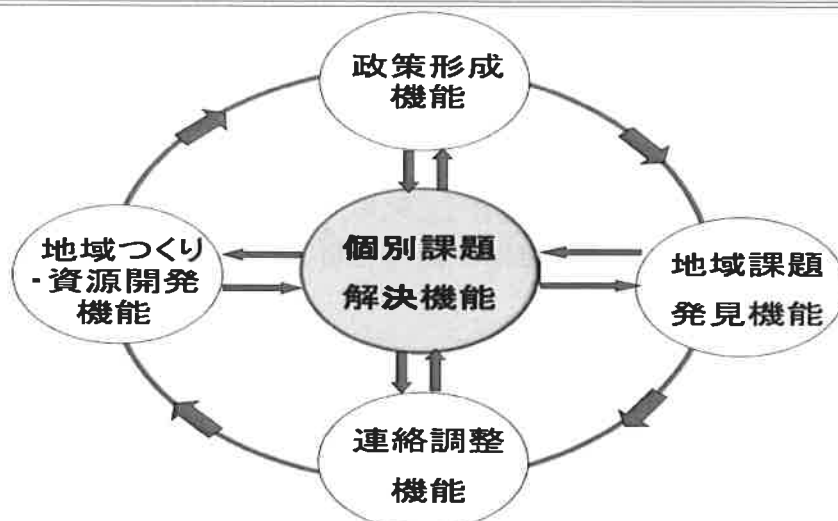 政策形成
機能
地域つくり
・資源開発
機能
個別課題
解決機能
地域課題
発見機能
連絡調整
機能